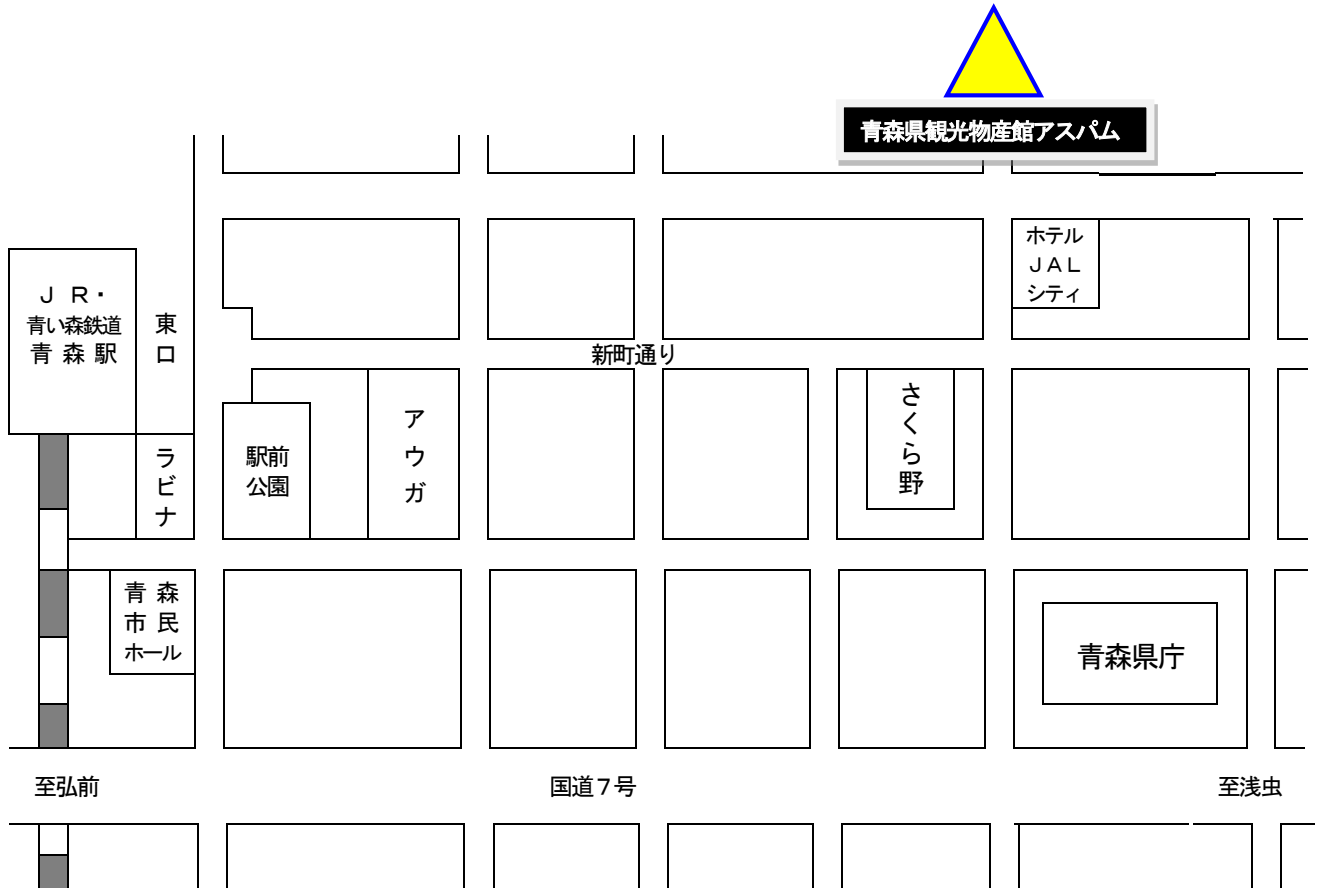 青森県観光物産館アスパム
ホテル
ＪＡＬ
シティ
ＪＲ・
青い森鉄道
青森駅
東口
新町通り
さくら野
アウガ
駅前
公園
ラビナ
青森
市民
ホール
青森県庁
至弘前
国道７号
至浅虫